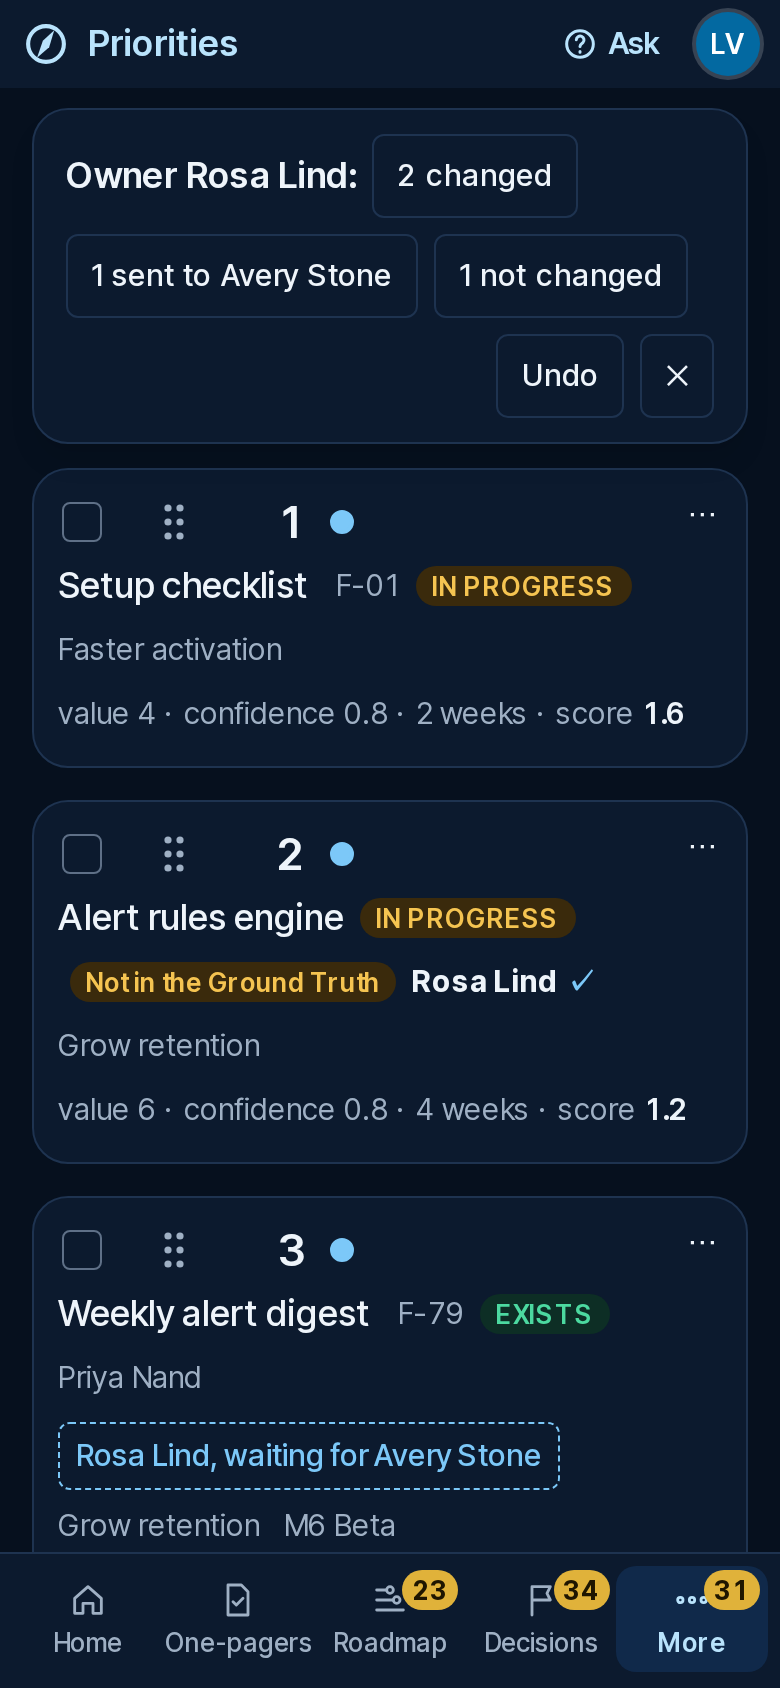 Priorities Ask LV
Owner Rosa Lind: 2 changed
1 sent to Avery Stone 1 not changed
Undo
1 ...
Setup checklist F-01 IN PROGRESS
Faster activation
value 4 · confidence 0.8 · 2 weeks · score 1.6
2 ...
Alert rules engine IN PROGRESS
Not in the Ground Truth Rosa Lind ✓
Grow retention
value 6 · confidence 0.8 · 4 weeks · score 1.2
3 ...
Weekly alert digest F-79 EXISTS
Priya Nand
Rosa Lind, waiting for Avery Stone
Grow retention M6 Beta
23 34 31
Home One-pagers Roadmap Decisions More